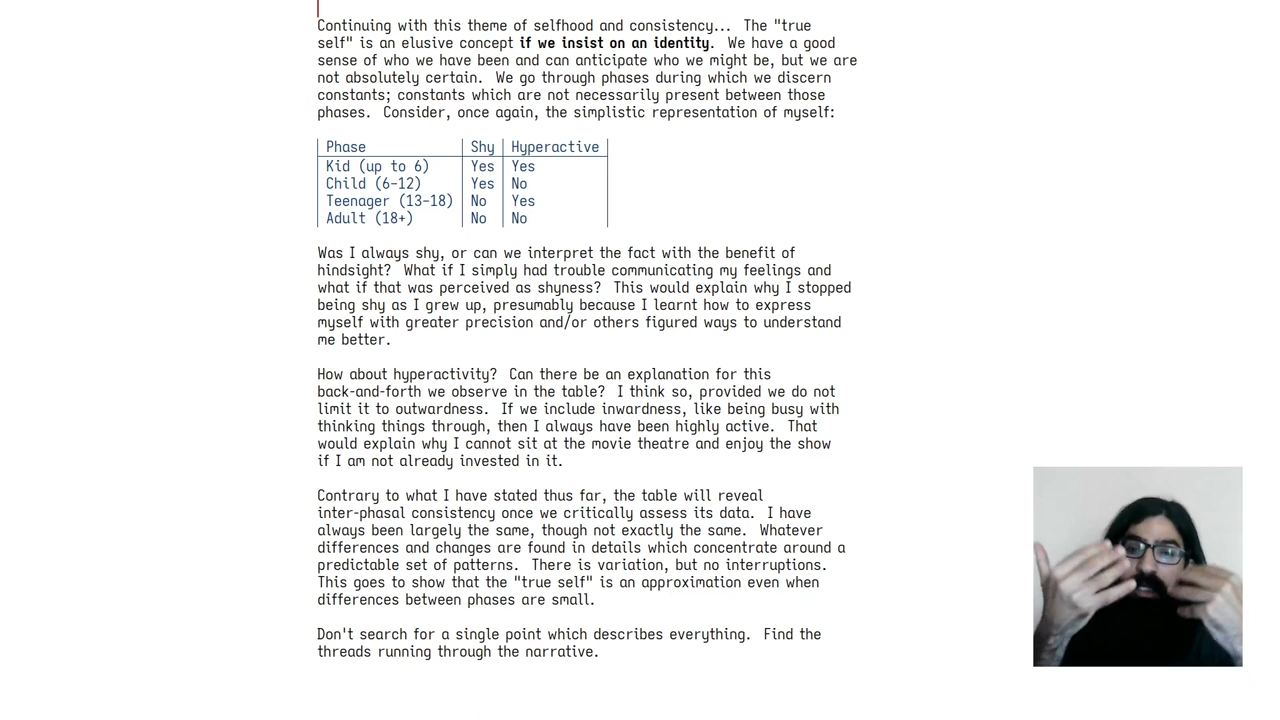 Continuing with this theme of selfhood and consistency...  The "true
self" is an elusive concept if we insist on an identity.  We have a good
sense of who we have been and can anticipate who we might be, but we are
not absolutely certain.  We go through phases during which we discern
constants; constants which are not necessarily present between those
phases.  Consider, once again, the simplistic representation of myself:
Phase | Shy | Hyperactive
Kid (up to 6) | Yes | Yes
Child (6-12) | Yes | No
Teenager (13-18) | No | Yes
Adult (18+) | No | No
Was I always shy, or can we interpret the fact with the benefit of
hindsight?  What if I simply had trouble communicating my feelings and
what if that was perceived as shyness?  This would explain why I stopped
being shy as I grew up, presumably because I learnt how to express
myself with greater precision and/or others figured ways to understand
me better.
How about hyperactivity?  Can there be an explanation for this
back-and-forth we observe in the table?  I think so, provided we do not
limit it to outwardness.  If we include inwardness, like being busy with
thinking things through, then I always have been highly active.  That
would explain why I cannot sit at the movie theatre and enjoy the show
if I am not already invested in it.
Contrary to what I have stated thus far, the table will reveal
inter-phasal consistency once we critically assess its data.  I have
always been largely the same, though not exactly the same.  Whatever
differences and changes are found in details which concentrate around a
predictable set of patterns.  There is variation, but no interruptions.
This goes to show that the "true self" is an approximation even when
differences between phases are small.
Don't search for a single point which describes everything.  Find the
threads running through the narrative.